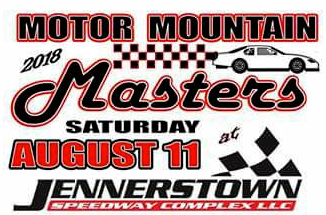 MOTOR MOUNTAIN
2018
Masters
SATURDAY
AUGUST 11
at
JENNERSTOWN
SPEEDWAY COMPLEX LLC